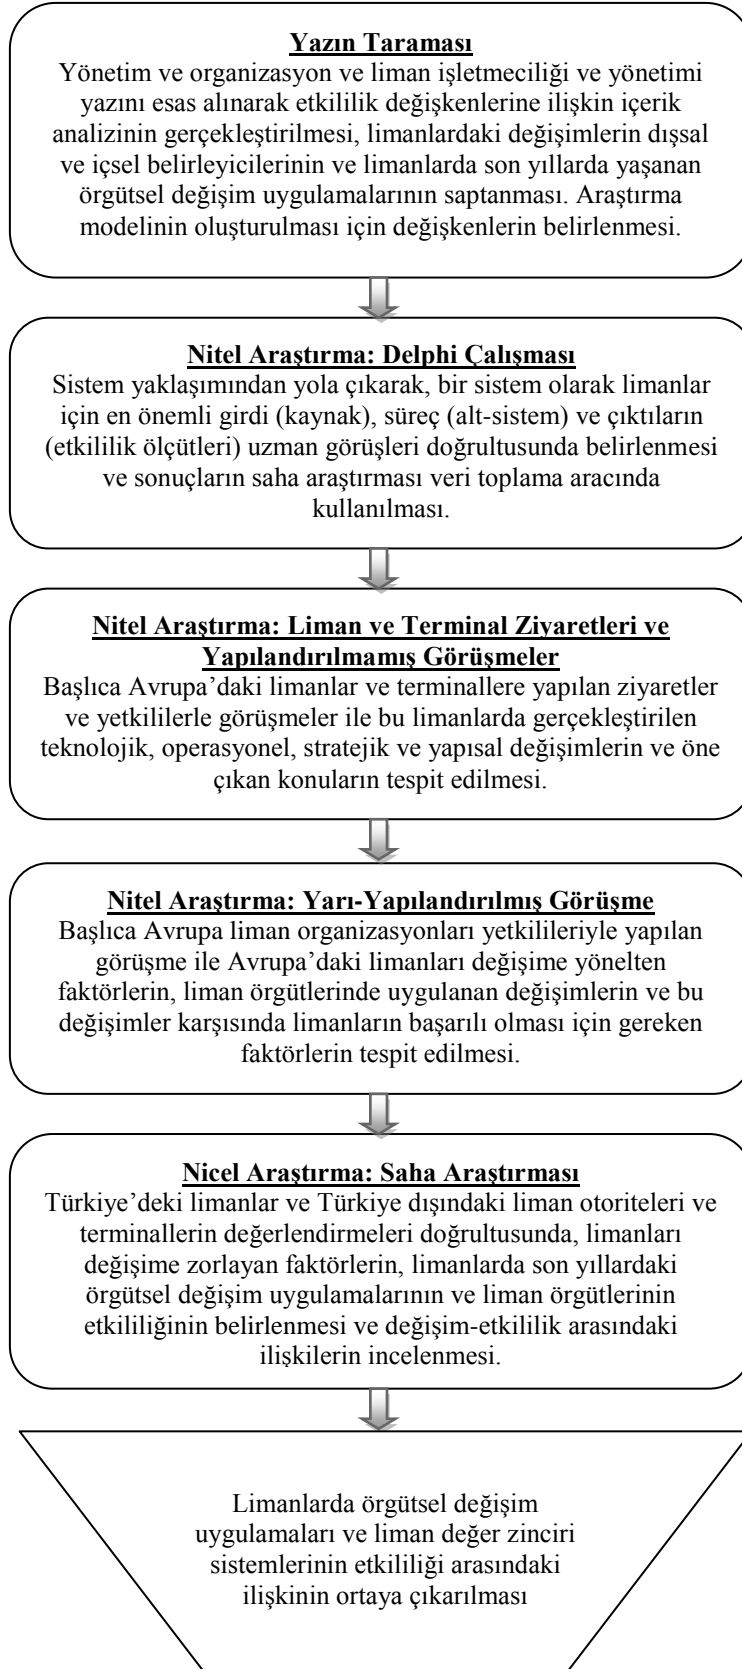 Yazın Taraması
Yönetim ve organizasyon ve liman işletmeciliği ve yönetimi
yazını esas alınarak etkililik değişkenlerine ilişkin içerik
analizinin gerçekleştirilmesi, limanlardaki değişimlerin dışsal
ve içsel belirleyicilerinin ve limanlarda son yıllarda yaşanan
örgütsel değişim uygulamalarının saptanması. Araştırma
modelinin oluşturulması için değişkenlerin belirlenmesi.
Nitel Araştırma: Delphi Çalışması
Sistem yaklaşımından yola çıkarak, bir sistem olarak limanlar
için en önemli girdi (kaynak), süreç (alt-sistem) ve çıktıların
(etkililik ölçütleri) uzman görüşleri doğrultusunda belirlenmesi
ve sonuçların saha araştırması veri toplama aracında
kullanılması.
Nitel Araştırma: Liman ve Terminal Ziyaretleri ve
Yapılandırılmamış Görüşmeler
Başlıca Avrupa’daki limanlar ve terminallere yapılan ziyaretler
ve yetkililerle görüşmeler ile bu limanlarda gerçekleştirilen
teknolojik, operasyonel, stratejik ve yapısal değişimlerin ve öne
çıkan konuların tespit edilmesi.
Nitel Araştırma: Yarı-Yapılandırılmış Görüşme
Başlıca Avrupa liman organizasyonları yetkilileriyle yapılan
görüşme ile Avrupa’daki limanları değişime yönelten
faktörlerin, liman örgütlerinde uygulanan değişimlerin ve bu
değişimler karşısında limanların başarılı olması için gereken
faktörlerin tespit edilmesi.
Nicel Araştırma: Saha Araştırması
Türkiye’deki limanlar ve Türkiye dışındaki liman otoriteleri ve
terminallerin değerlendirmeleri doğrultusunda, limanları
değişime zorlayan faktörlerin, limanlarda son yıllardaki
örgütsel değişim uygulamalarının ve liman örgütlerinin
etkililiğinin belirlenmesi ve değişim-etkililik arasındaki
ilişkilerin incelenmesi.
Limanlarda örgütsel değişim
uygulamaları ve liman değer zinciri
sistemlerinin etkililiği arasındaki
ilişkinin ortaya çıkarılması